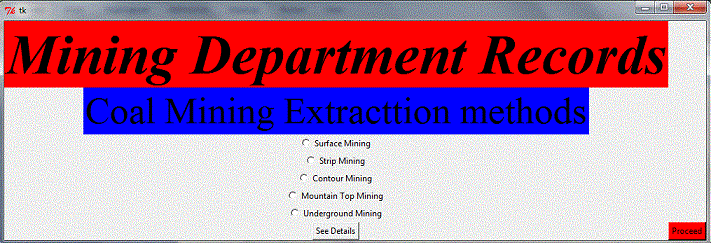 tk
Mining Department Records
Coal Mining Extracttion methods
Surface Mining
Strip Mining
Contour Mining
Mountain Top Mining
Underground Mining
See Details
Proceed